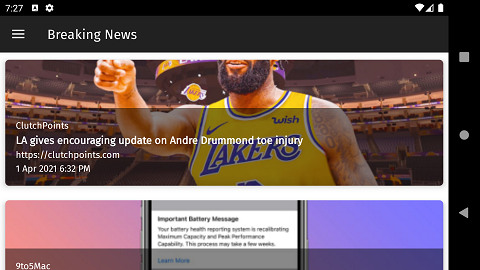 7:27
Breaking News
wish
LAKERS
ClutchPoints
LA gives encouraging update on Andre Drummond toe injury
https://clutchpoints.com
1 Apr 2021 6:32 PM
Important Battery Message
Your battery health reporting system is recalibrating
Maximum Capacity and Peak Performance
Capability. This process may take a few weeks.
Learn More
9to5Mac